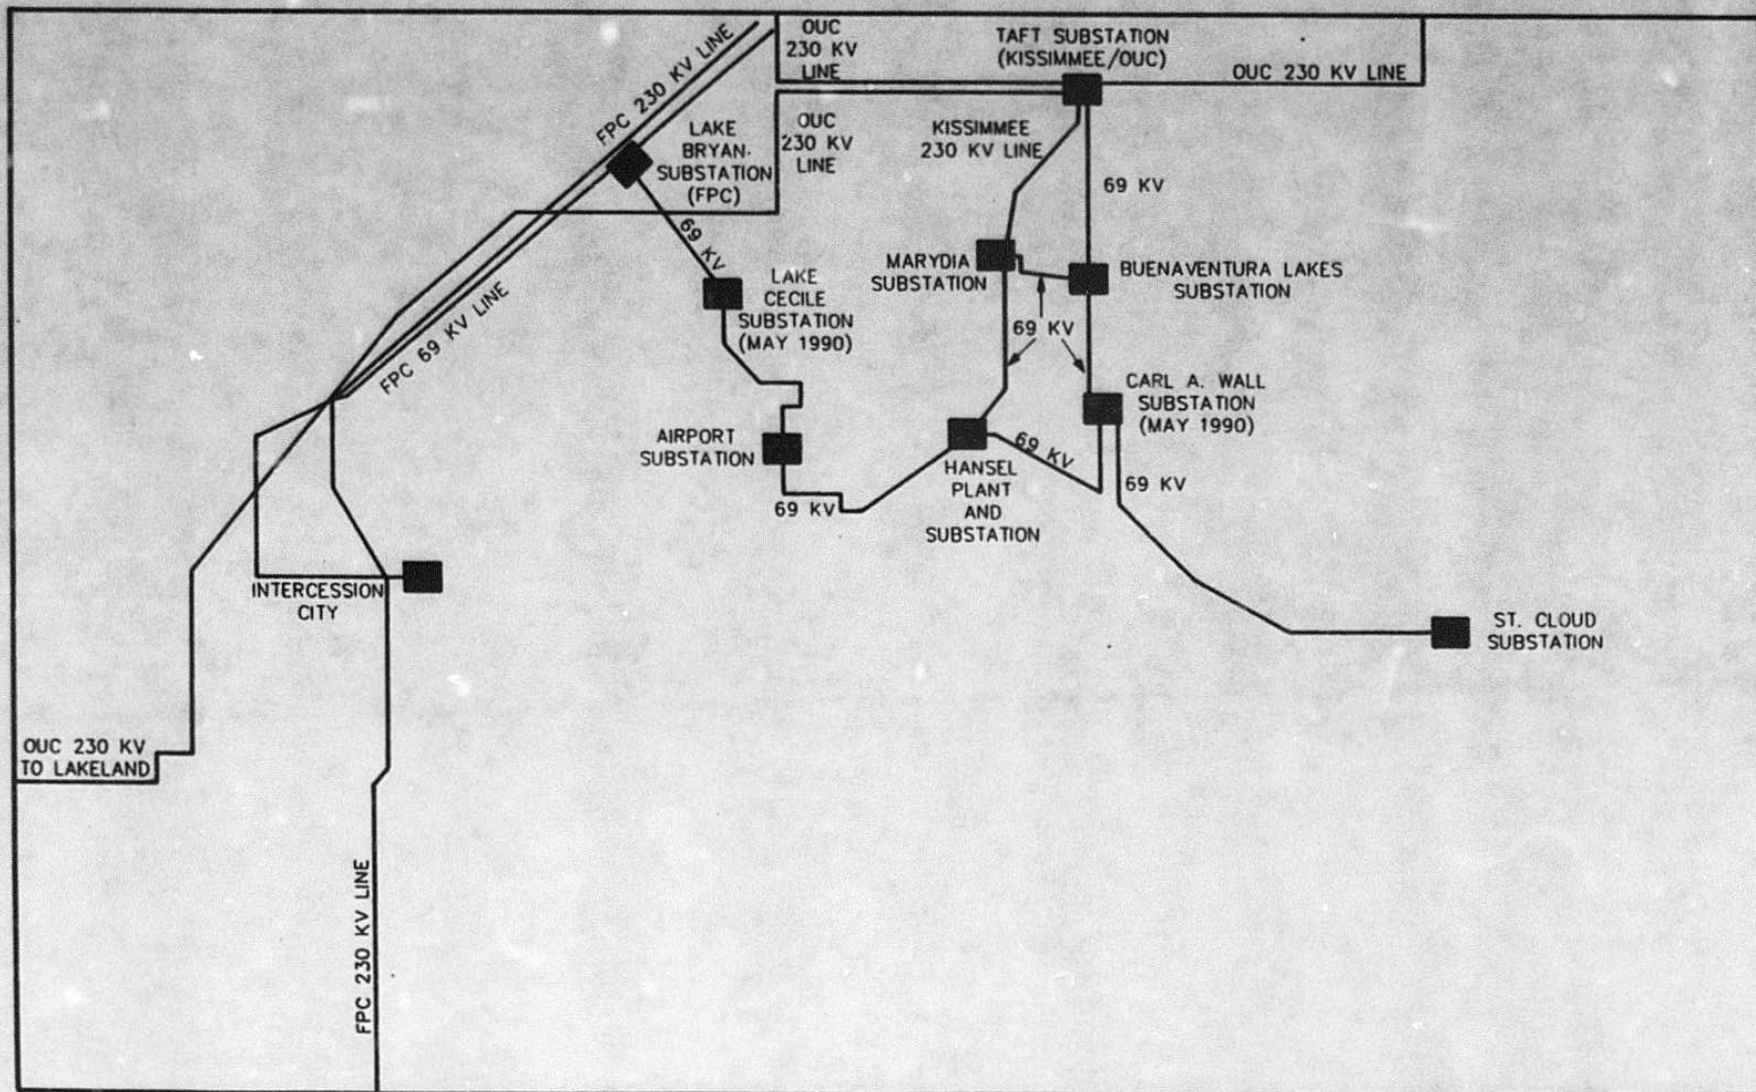 OUC
230 KV
LINE
TAFT SUBSTATION
(KISSIMMEE/OUC)
OUC 230 KV LINE
FPC 230 KV LINE
LAKE
BRYAN
SUBSTATION
(FPC)
OUC
230 KV
LINE
KISSIMMEE
230 KV LINE
69 KV
69 KV
MARYDIA
SUBSTATION
BUENAVENTURA LAKES
SUBSTATION
LAKE
CECILE
SUBSTATION
(MAY 1990)
69 KV
FPC 69 KV LINE
CARL A. WALL
SUBSTATION
(MAY 1990)
AIRPORT
SUBSTATION
69 KV
HANSEL
PLANT
AND
SUBSTATION
69 KV
69 KV
INTERCESSION
CITY
ST. CLOUD
SUBSTATION
OUC 230 KV
TO LAKELAND
FPC 230 KV LINE